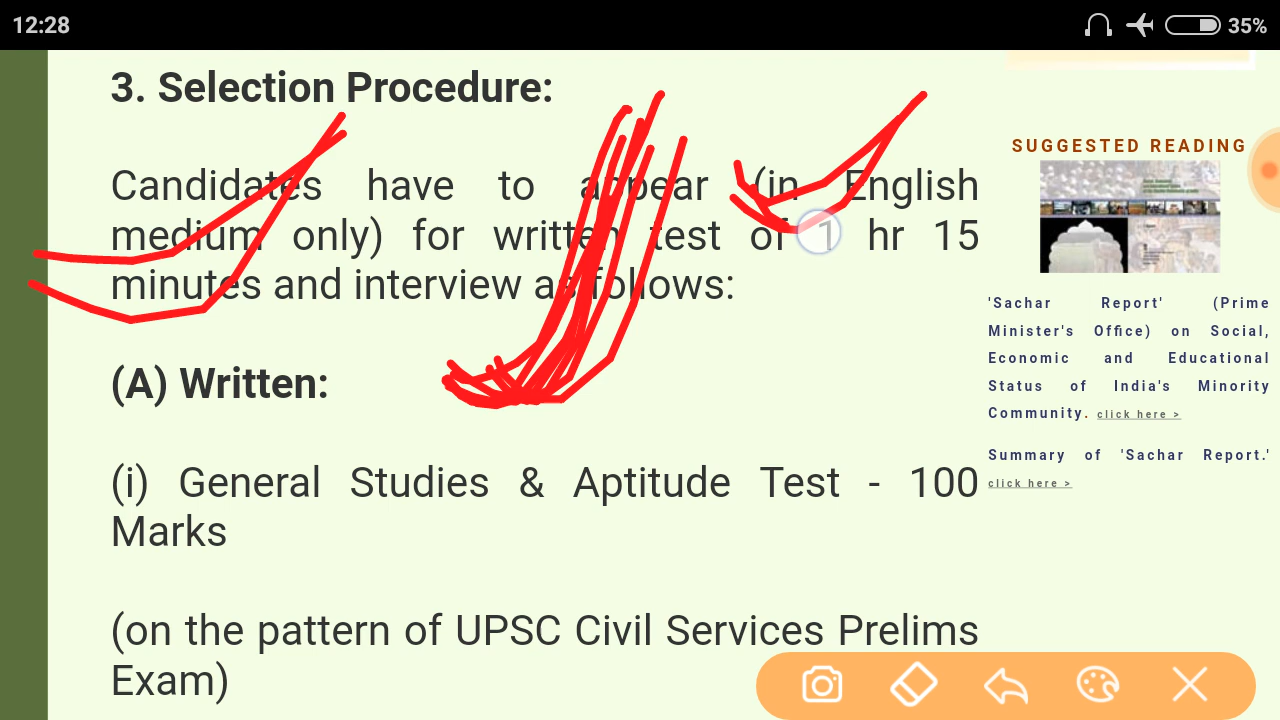 12:28
35%
3. Selection Procedure:
Candidates have to appear (in English
medium only) for written test of 1 hr 15
minutes and interview as follows:
(A) Written:
(i) General Studies & Aptitude Test - 100
Marks
(on the pattern of UPSC Civil Services Prelims
Exam)
SUGGESTED READING
'Sachar Report' (Prime
Minister's Office) on Social,
Economic and Educational
Status of India's Minority
Community. click here >
Summary of 'Sachar Report.'
click here >